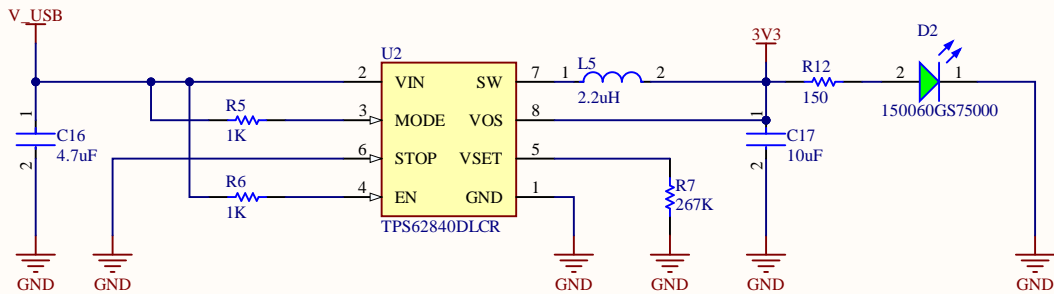 V_USB
U2
2
VIN
SW
7
1
L5
2
2.2uH
3V3
R12
150
D2
2
1
150060GS75000
R5
1K
3
MODE
VOS
8
1
C16
4.7uF
2
1
C17
10uF
2
6
STOP
VSET
5
R6
1K
4
EN
GND
1
R7
267K
TPS62840DLCR
GND
GND
GND
GND
GND
GND